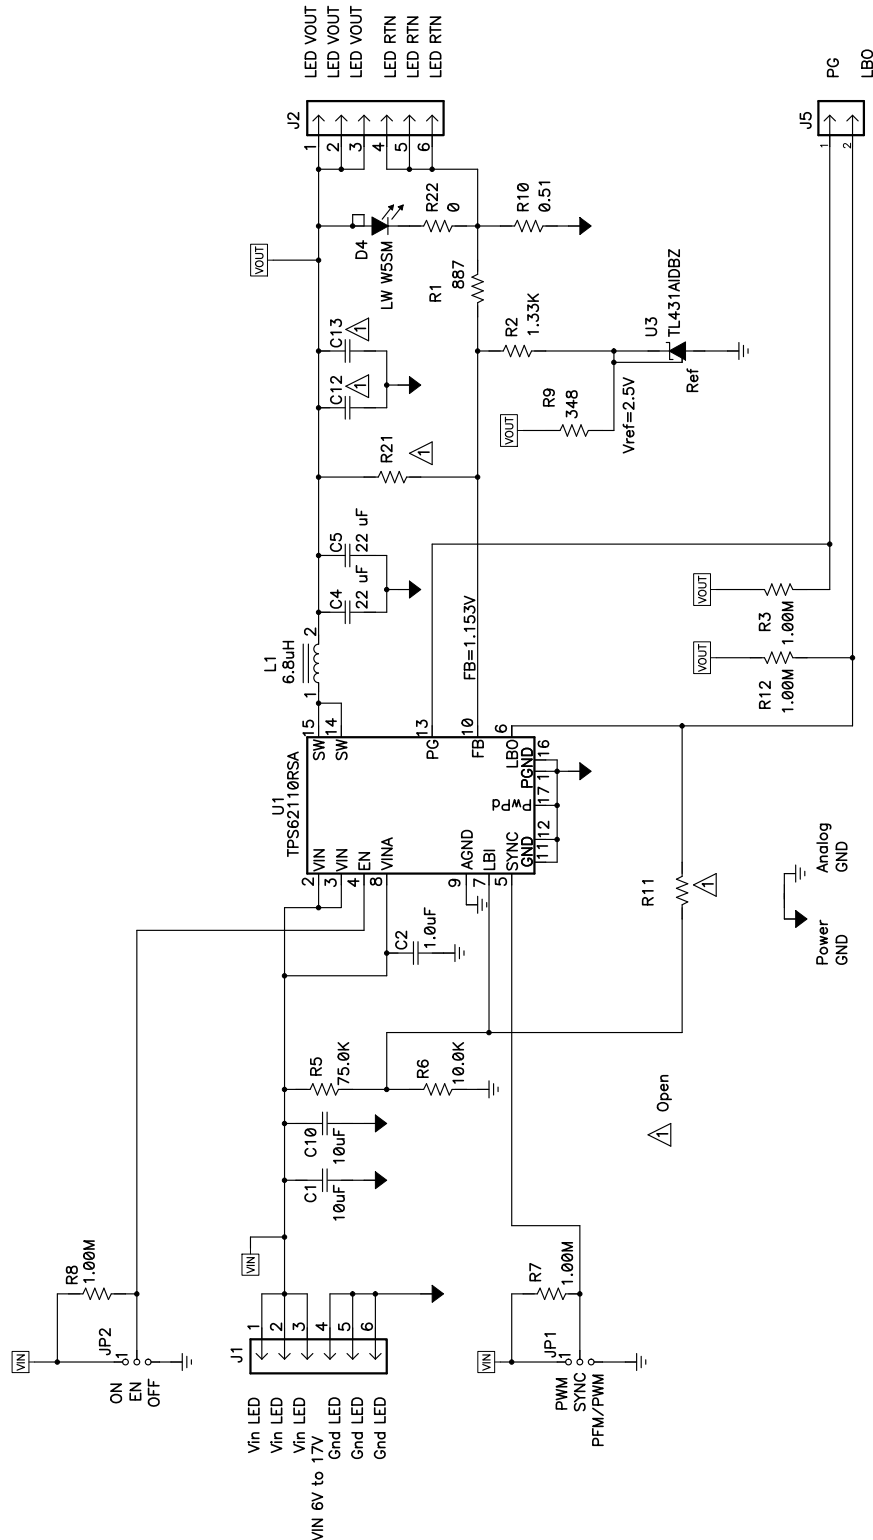 VIN
ON
EN
OFF
JP2
1
R8
1.00M
Vin LED
Vin LED
Vin LED
VIN 6V to 17V
Gnd LED
Gnd LED
Gnd LED
J1
1
2
3
4
5
6
VIN
C1
10uF
C10
10uF
R5
75.0K
R6
10.0K
C2
1.0uF
VIN
PWM
SYNC
PFM/PWM
JP1
1
R7
1.00M
1
Open
U1
TPS62110RSA
2
VIN
3
VIN
4
EN
8
VINA
9
AGND
7
LBI
5
SYNC
11
12
GND
17
PwPd
1
16
PGND
15
SW
14
SW
13
PG
10
FB
6
LBO
R11
1
Power
GND
Analog
GND
L1
6.8uH
1
2
C4
22 uF
C5
22 uF
FB=1.153V
R21
1
C12
1
C13
1
VOUT
D4
LW W5SM
R22
0
R10
0.51
R1
887
R2
1.33K
VOUT
R9
348
Vref=2.5V
U3
TL431AIDBZ
Ref
VOUT
R12
1.00M
VOUT
R3
1.00M
J2
1
2
3
4
5
6
LED VOUT
LED VOUT
LED VOUT
LED RTN
LED RTN
LED RTN
J5
1
2
PG
LBO